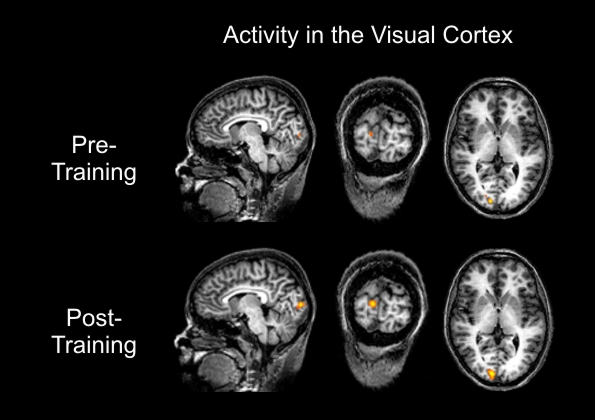 Activity in the Visual Cortex
Pre-
Training
Post-
Training